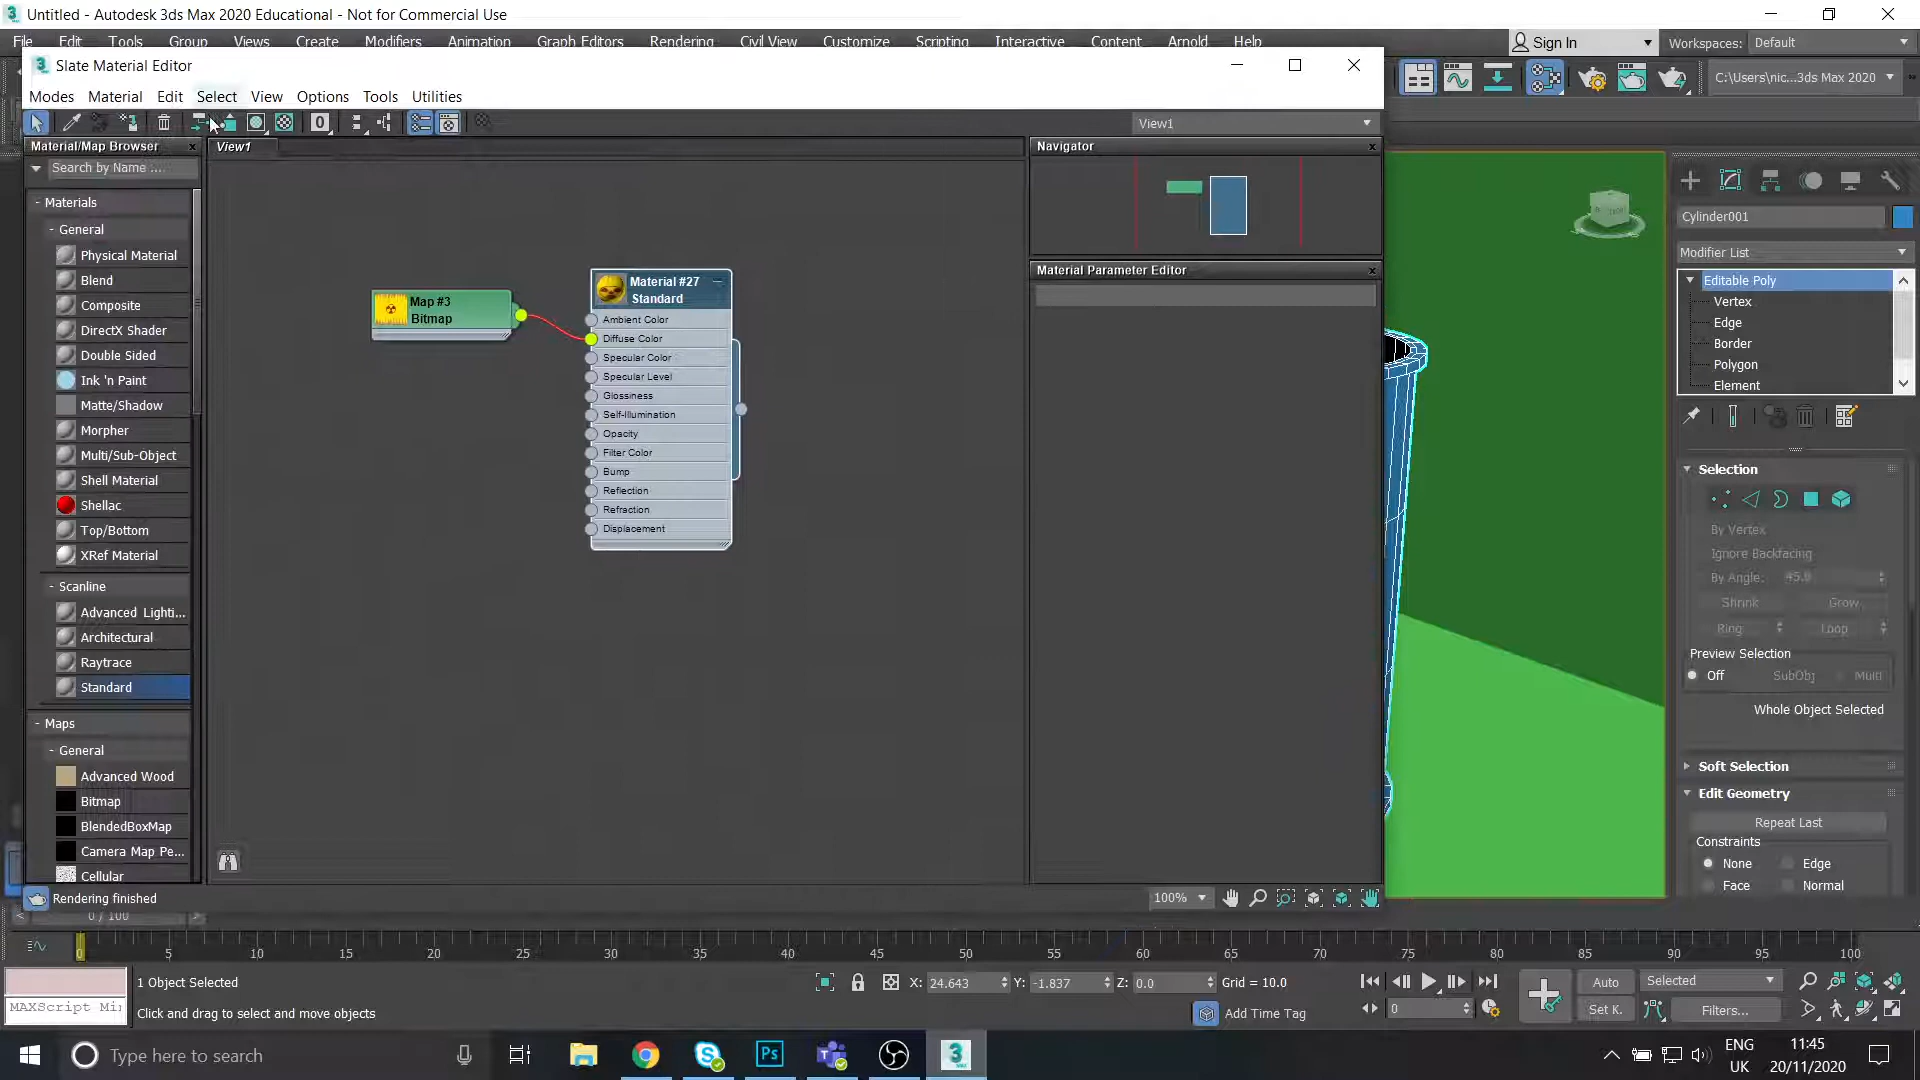 Untitled - Autodesk 3ds Max 2020 Educational - Not for Commercial Use
File Edit Tools Group Views Create Modifiers Animation Graph Editors Rendering Civil View Customize Scripting Interactive Content Arnold Help
Sign In
Workspaces: Default
Slate Material Editor
Modes Material Edit Select View Options Tools Utilities
C:\Users\nic...3ds Max 2020
0
View1
Material/Map Browser
View1
Navigator
Search by Name ...
- Materials
- General
Physical Material
Blend
Composite
DirectX Shader
Double Sided
Ink 'n Paint
Matte/Shadow
Morpher
Multi/Sub-Object
Shell Material
Shellac
Top/Bottom
XRef Material
- Scanline
Advanced Lighti...
Architectural
Raytrace
Standard
- Maps
- General
Advanced Wood
Bitmap
BlendedBoxMap
Camera Map Pe...
Cellular
Map #3
Bitmap
Material #27
Standard
Ambient Color
Diffuse Color
Specular Color
Specular Level
Glossiness
Self-Illumination
Opacity
Filter Color
Bump
Reflection
Refraction
Displacement
Material Parameter Editor
Cylinder001
Modifier List
Editable Poly
Vertex
Edge
Border
Polygon
Element
Selection
By Vertex
Ignore Backfacing
By Angle: 45.0
Shrink Grow
Ring Loop
Preview Selection
Off SubObj Multi
Whole Object Selected
Soft Selection
Edit Geometry
Repeat Last
Constraints
None Edge
Face Normal
Rendering finished
100%
0 / 100
0 5 10 15 20 25 30 35 40 45 50 55 60 65 70 75 80 85 90 95 100
1 Object Selected
X: 24.643 Y: -1.837 Z: 0.0 Grid = 10.0
Auto Selected
MAXScript Mi
Click and drag to select and move objects
Add Time Tag
0
Set K. Filters...
Type here to search
Ps
3
ENG
UK
11:45
20/11/2020